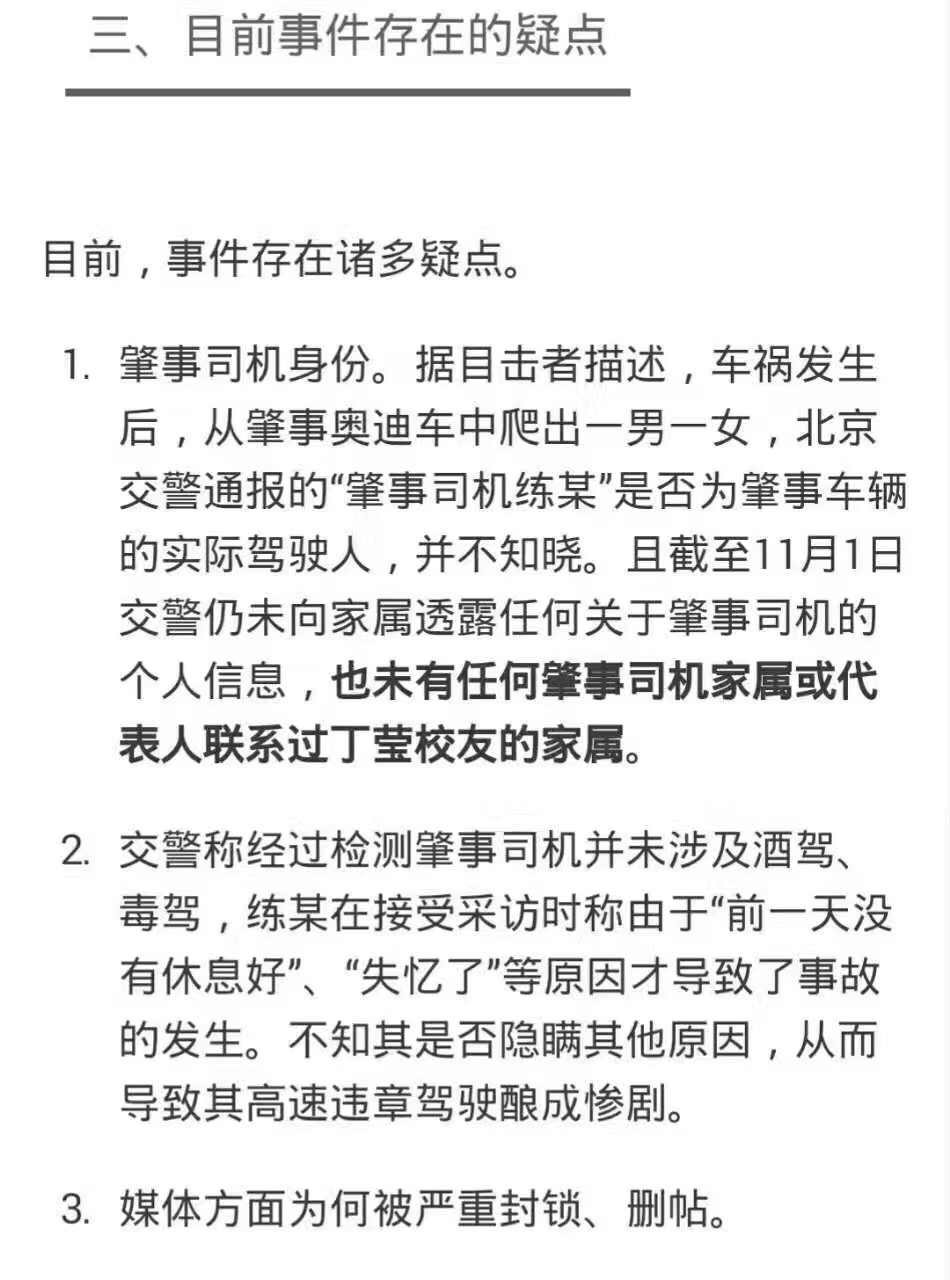 三、目前事件存在的疑点
目前，事件存在诸多疑点。
1. 肇事司机身份。据目击者描述，车祸发生
后，从肇事奥迪车中爬出一男一女，北京
交警通报的“肇事司机练某”是否为肇事车辆
的实际驾驶人，并不知晓。且截至11月1日
交警仍未向家属透露任何关于肇事司机的
个人信息，也未有任何肇事司机家属或代
表人联系过丁莹校友的家属。
2. 交警称经过检测肇事司机并未涉及酒驾、
毒驾，练某在接受采访时称由于“前一天没
有休息好”、“失忆了”等原因才导致了事故
的发生。不知其是否隐瞒其他原因，从而
导致其高速违章驾驶酿成惨剧。
3. 媒体方面为何被严重封锁、删帖。